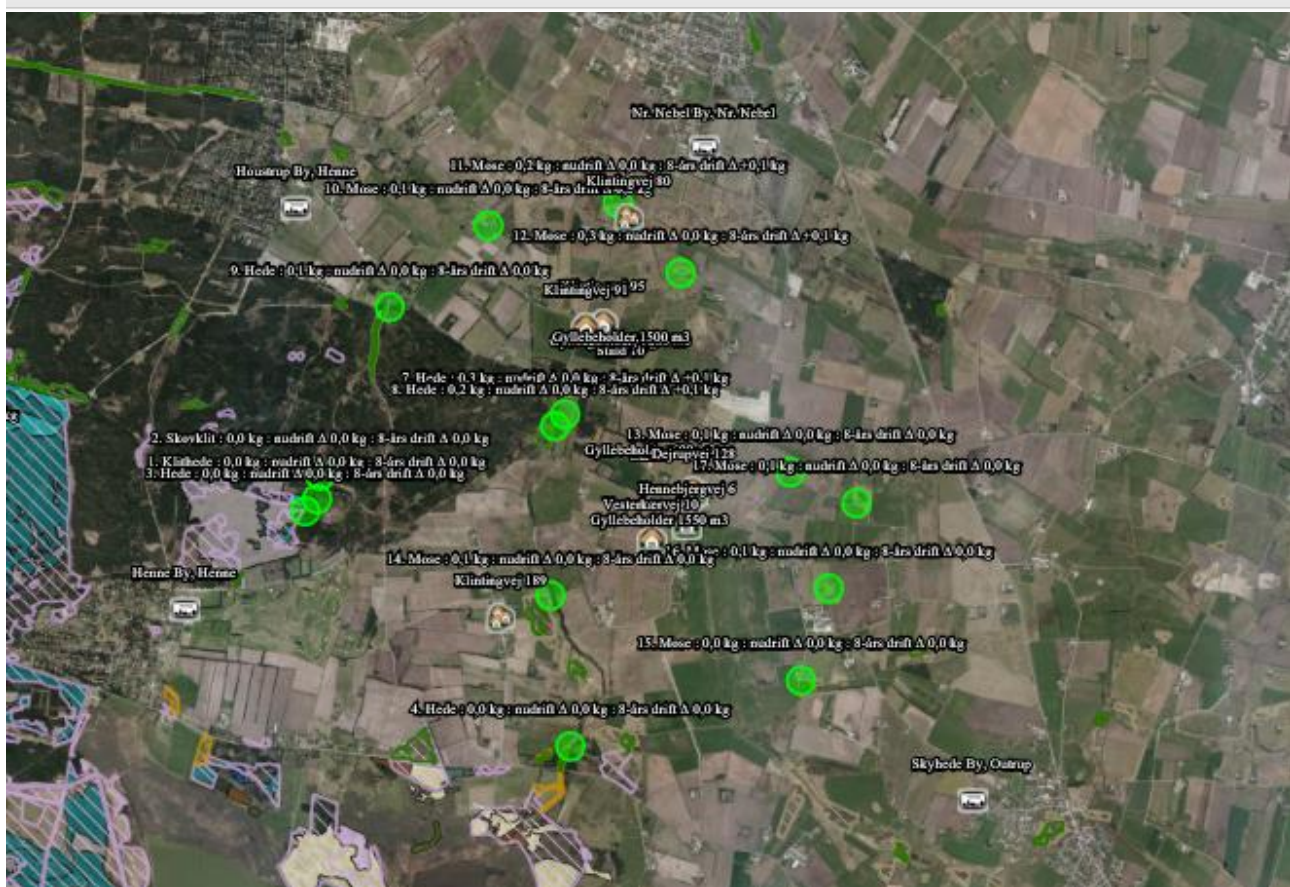 Nr. Nebel By, Nr. Nebel
11. Mose : 0,2 kg : nudrift Δ 0,0 kg : 8-års drift Δ +0,1 kg
Houstrup By, Henne
Klintingvej 80
10. Mose : 0,1 kg : nudrift Δ 0,0 kg : 8-års drift Δ kg
12. Mose : 0,3 kg : nudrift Δ 0,0 kg : 8-års drift Δ +0,1 kg
9. Hede : 0,1 kg : nudrift Δ 0,0 kg : 8-års drift Δ 0,0 kg
Klintingvej 91 95
Gyllebeholder 1500 m3
7. Hede : 0,3 kg : nudrift Δ 0,0 kg : 8-års drift Δ +0,1 kg
8. Hede : 0,2 kg : nudrift Δ 0,0 kg : 8-års drift Δ +0,1 kg
2. Skovklit : 0,0 kg : nudrift Δ 0,0 kg : 8-års drift Δ 0,0 kg
13. Mose : 0,1 kg : nudrift Δ 0,0 kg : 8-års drift Δ 0,0 kg
Dejrupvej 128
1. Klithede : 0,0 kg : nudrift Δ 0,0 kg : 8-års drift Δ 0,0 kg
17. Mose : 0,1 kg : nudrift Δ 0,0 kg : 8-års drift Δ 0,0 kg
3. Hede : 0,0 kg : nudrift Δ 0,0 kg : 8-års drift Δ 0,0 kg
Hennebjergvej 6
Vesterkærvej 10
Gyllebeholder 1550 m3
16. Mose : 0,1 kg : nudrift Δ 0,0 kg : 8-års drift Δ 0,0 kg
14. Mose : 0,1 kg : nudrift Δ 0,0 kg : 8-års drift Δ 0,0 kg
Henne By, Henne
Klintingvej 189
15. Mose : 0,0 kg : nudrift Δ 0,0 kg : 8-års drift Δ 0,0 kg
4. Hede : 0,0 kg : nudrift Δ 0,0 kg : 8-års drift Δ 0,0 kg
Skyhede By, Outrup